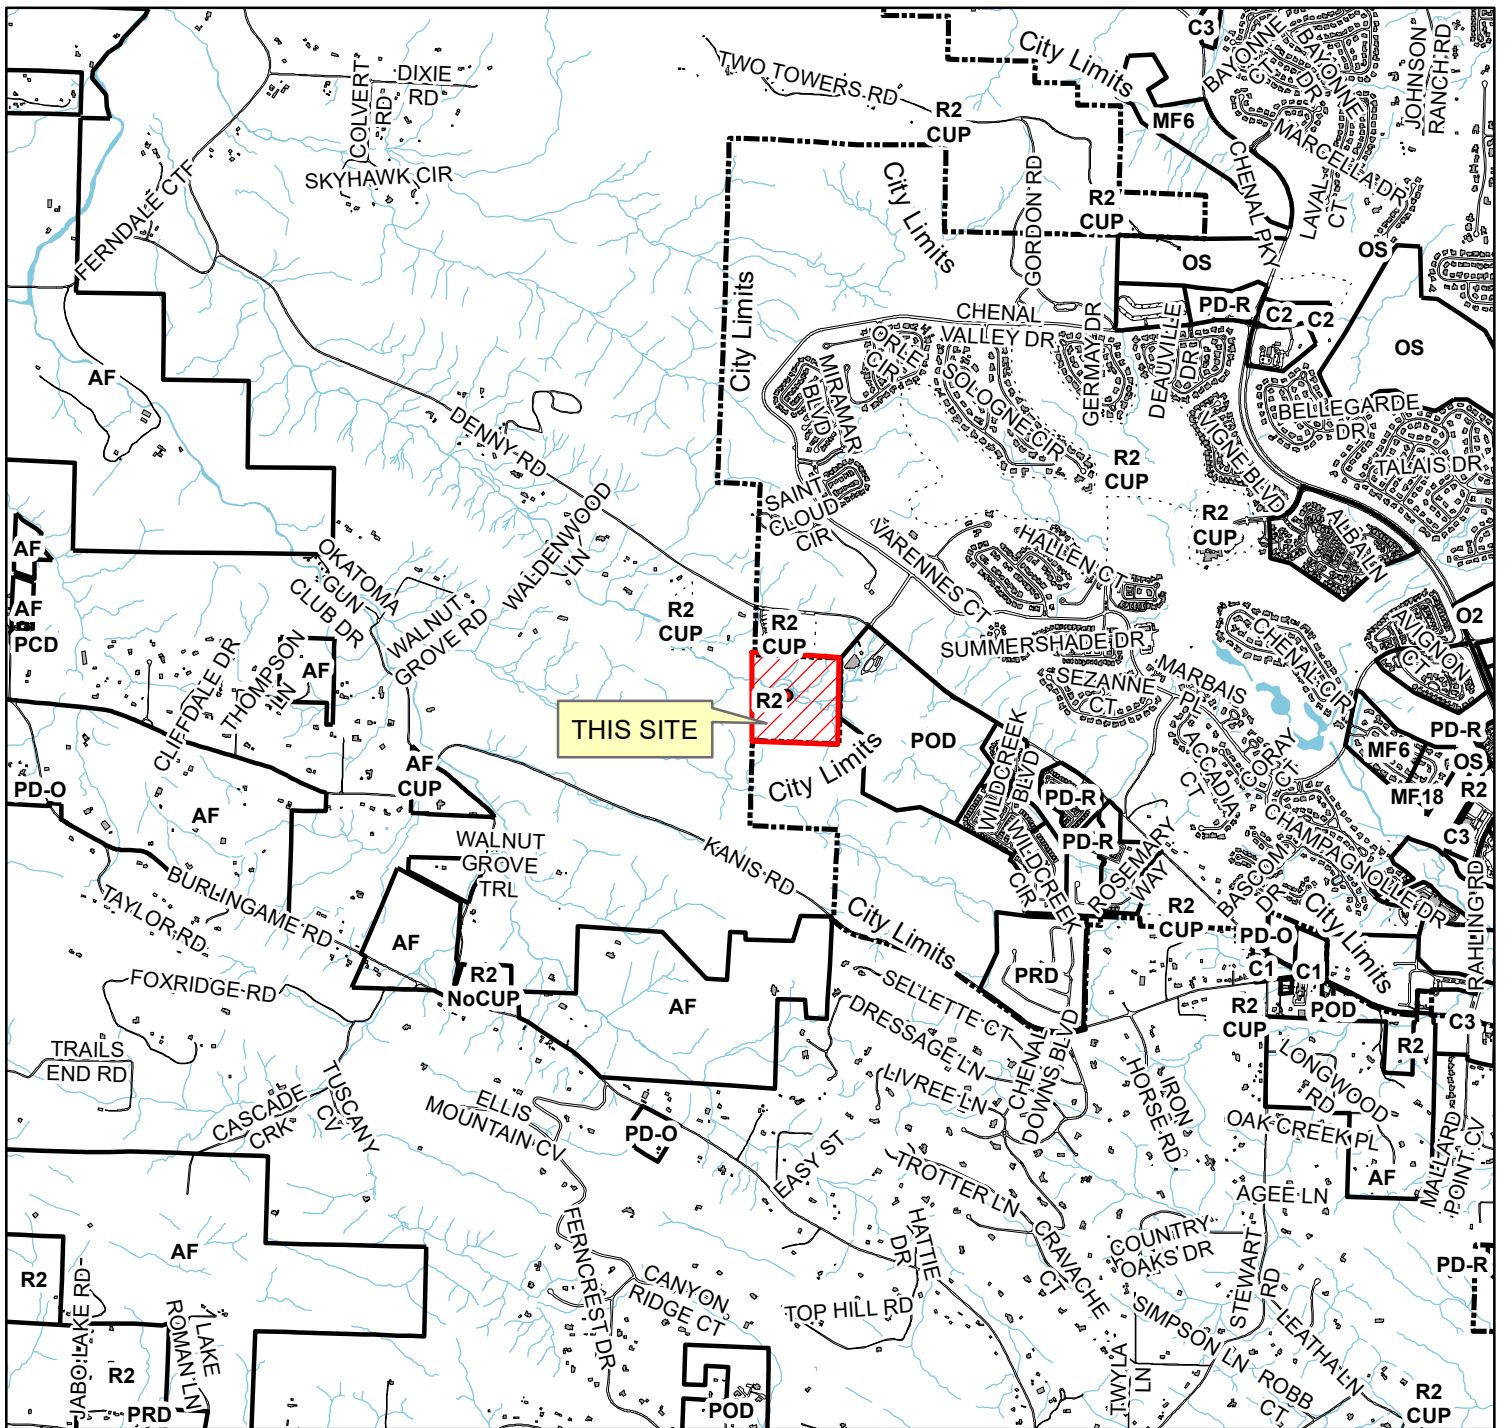 C3
BAYONNE
CT
BAYONNE
DR
JOHNSON
RANCH RD
City Limits
DIXIE
RD
COLVERT
RD
TWO TOWERS RD
R2
CUP
MF6
MARCELLA DR
SKYHAWK CIR
CHENAL PKY
LAVAL
CT
City Limits
GORDON RD
R2
CUP
FERNDALE CTF
OS
OS
City Limits
CHENAL
VALLEY DR
PD-R
C2
C2
OS
ORLE
CIR
MIRAMAR
BLVD
SOLOGNE CIR
GERMAY DR
DEAUVILLE
DR
AF
BELLEGARDE
DR
DENNY RD
R2
CUP
VIGNE BLVD
TALAIS DR
SAINT
CLOUD
CIR
R2
CUP
ALBAN LN
WALDENWOOD
LN
VARENNES CT
HALLEN CT
AF
OKATOMA
GUN
CLUB DR
AF
PCD
WALNUT
GROVE RD
R2
CUP
R2
CUP
SUMMERSHADE DR
CHENAL CIR
O2
AVIGNON
CT
CLIFFDALE DR
THOMPSON
LN
AF
SEZANNE
CT
MARBAIS
PL
R2
THIS SITE
POD
City Limits
ACCADIA
CT
CORAY
CT
PD-R
MF6
OS
MF18
R2
PD-O
AF
CUP
AF
WILDCREEK
BLVD
WILDCREEK
CIR
PD-R
PD-R
C3
CHAMPAGNOLLE DR
WALNUT
GROVE
TRL
KANIS RD
ROSEMARY
WAY
BASCOM
DR
TAYLOR RD
BURLINGAME RD
City Limits
R2
CUP
City Limits
RAHLING RD
AF
PD-O
C1
C1
FOXRIDGE RD
R2
NoCUP
AF
PRD
SELLETTE CT
DRESSAGE LN
R2
CUP
POD
C3
R2
TRAILS
END RD
LIVREE LN
CHENAL
DOWNS BLVD
IRON
HORSE RD
LONGWOOD
RD
CASCADE
CRK
TUSCANY
CV
ELLIS
MOUNTAIN CV
PD-O
OAK CREEK PL
MALLARD
POINT CV
EASY ST
TROTTER LN
AF
AGEE LN
AF
FERNCREST DR
HATTIE
DR
CRAVACHE
CT
COUNTRY
OAKS DR
STEWART
RD
PD-R
R2
JABO LAKE RD
LAKE
ROMAN LN
CANYON
RIDGE CT
TOP HILL RD
SIMPSON LN
LEATHA LN
R2
PRD
POD
TWYLA
LN
ROBB
CT
R2
CUP